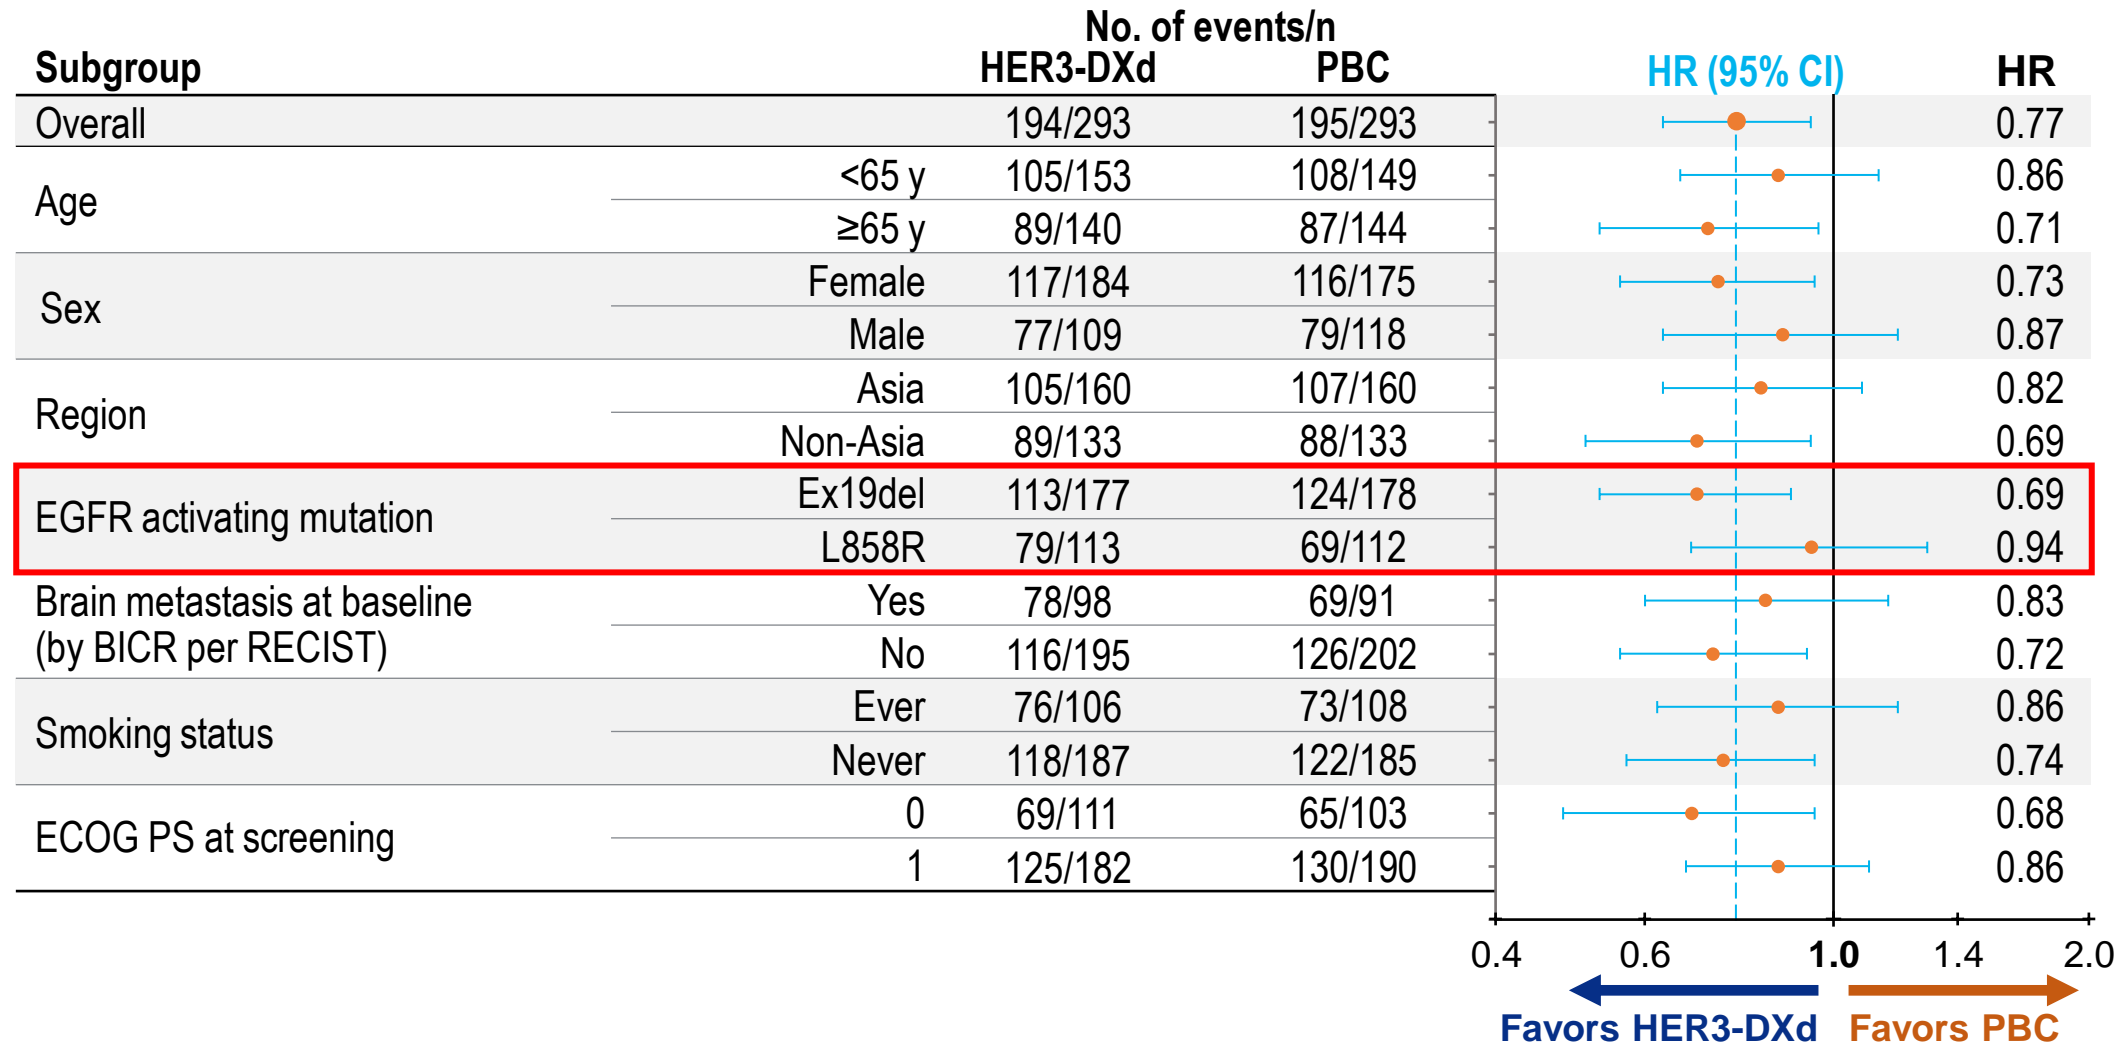 No. of events/n
Subgroup HER3-DXd PBC HR (95% CI) HR
Overall 194/293 195/293 0.77
Age
<65 y 105/153 108/149 0.86
≥65 y 89/140 87/144 0.71
Sex
Female 117/184 116/175 0.73
Male 77/109 79/118 0.87
Region
Asia 105/160 107/160 0.82
Non-Asia 89/133 88/133 0.69
EGFR activating mutation
Ex19del 113/177 124/178 0.69
L858R 79/113 69/112 0.94
Brain metastasis at baseline
(by BICR per RECIST)
Yes 78/98 69/91 0.83
No 116/195 126/202 0.72
Smoking status
Ever 76/106 73/108 0.86
Never 118/187 122/185 0.74
ECOG PS at screening
0 69/111 65/103 0.68
1 125/182 130/190 0.86
0.4 0.6 1.0 1.4 2.0
Favors HER3-DXd Favors PBC